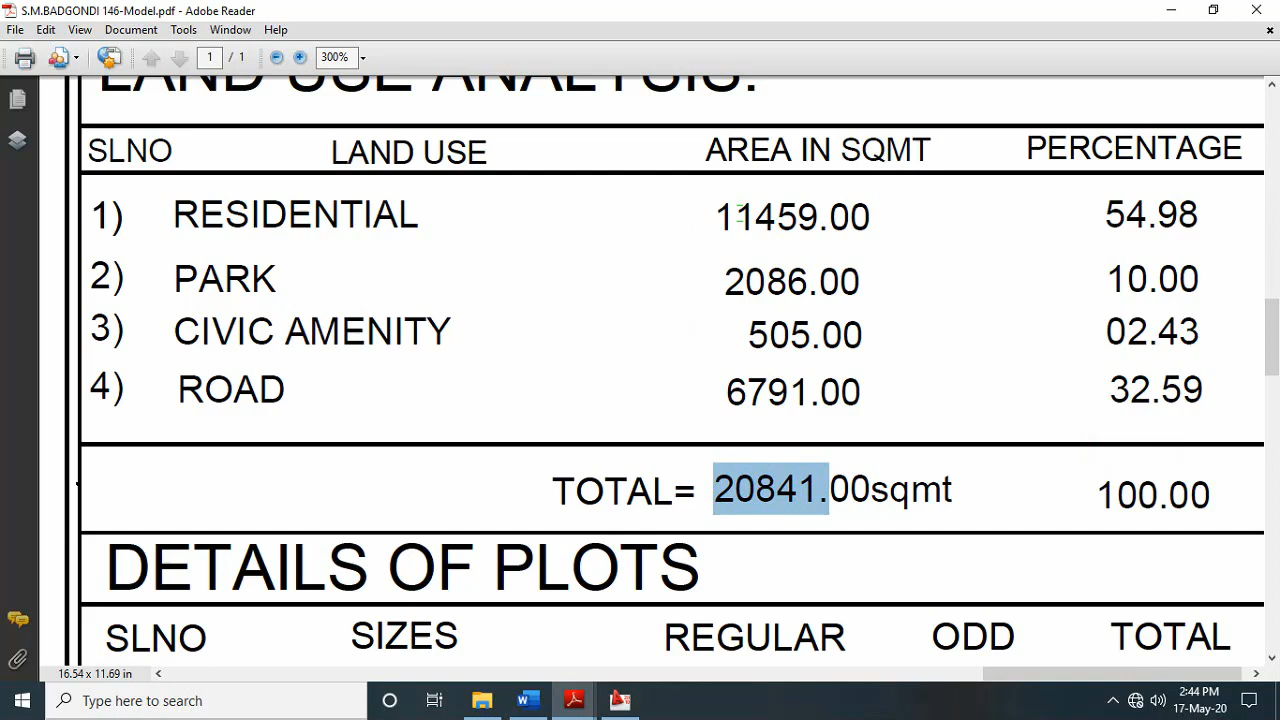 S.M.BADGONDI 146-Model.pdf - Adobe Reader
File Edit View Document Tools Window Help
1 / 1 300%
LAND USE ANALYSIS:
SLNO LAND USE AREA IN SQMT PERCENTAGE
1) RESIDENTIAL 11459.00 54.98
2) PARK 2086.00 10.00
3) CIVIC AMENITY 505.00 02.43
4) ROAD 6791.00 32.59
TOTAL= 20841.00sqmt 100.00
DETAILS OF PLOTS
SLNO SIZES REGULAR ODD TOTAL
16.54 x 11.69 in
Type here to search
2:44 PM
17-May-20